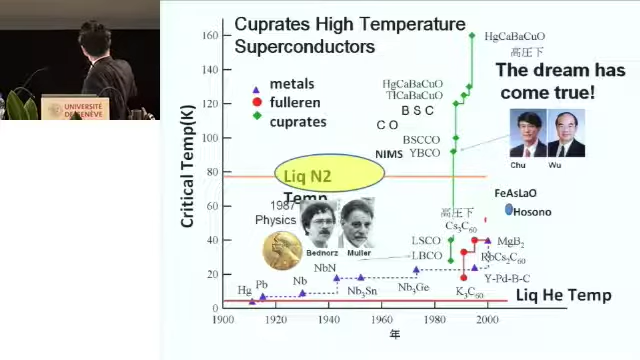 UNIVERSITÉ
DE GENÈVE
Cuprates High Temperature
Superconductors
metals
fulleren
cuprates
Critical Temp(K)
160
140
120
100
80
60
40
20
0
1900
1920
1940
1960
1980
2000
年
HgCaBaCuO
高圧下
The dream has
come true!
HgCaBaCuO
TlCaBaCuO
B S C
C O
BSCCO
NIMS
YBCO
Chu
Wu
Liq N2
Temp
1987
Physics
Bednorz
Muller
FeAsLaO
Hosono
高圧下
Cs3C60
LSCO
LBCO
MgB2
RbCs2C60
Y-Pd-B-C
K3C60
Hg
Pb
Nb
NbN
Nb3Sn
Nb3Ge
Liq He Temp